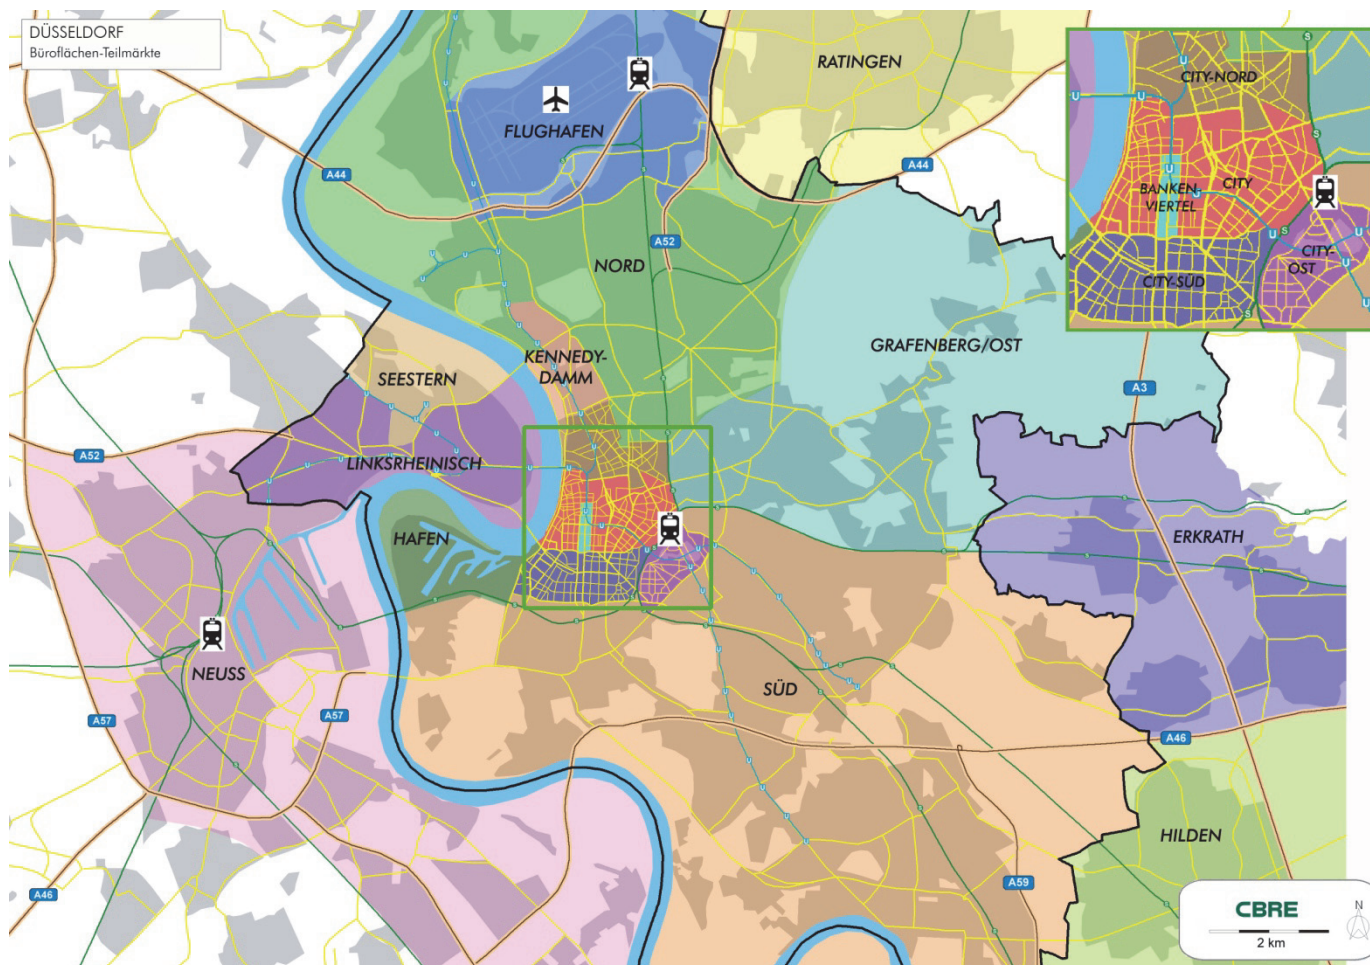 DÜSSELDORF
Büroflächen-Teilmärkte
RATINGEN
FLUGHAFEN
A44
A44
A52
NORD
CITY-NORD
U
U
S
S
U
BANKEN-
VIERTEL
CITY
U
U
S
U
U
CITY-
OST
CITY-SÜD
S
U
KENNEDY-
DAMM
SEESTERN
GRAFENBERG/OST
A3
A52
LINKSRHEINISCH
HAFEN
ERKRATH
NEUSS
SÜD
A57
A57
A46
HILDEN
A46
A59
CBRE
2 km
N